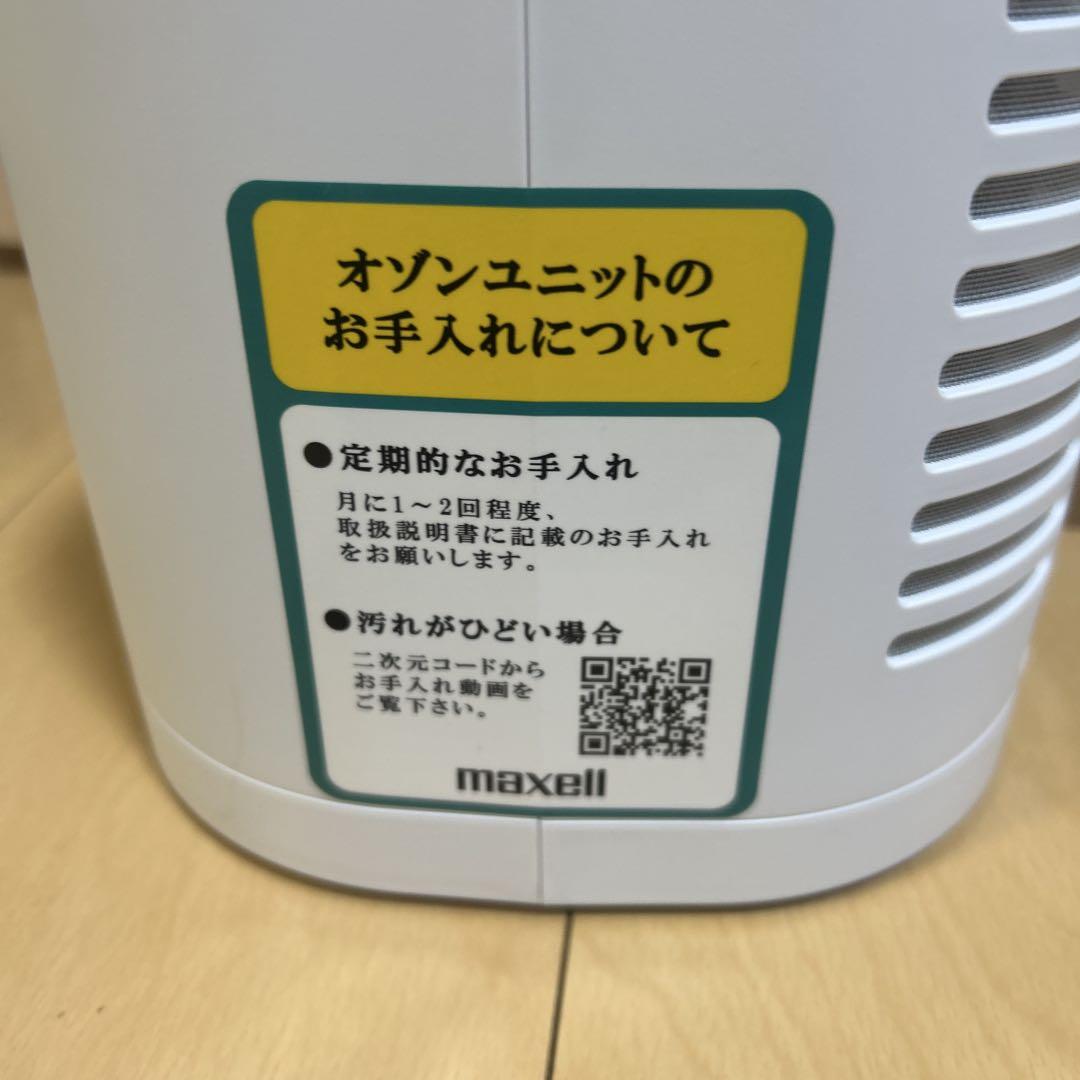 オゾンユニットの
お手入れについて
●定期的なお手入れ
月に1～2回程度、
取扱説明書に記載のお手入れ
をお願いします。
●汚れがひどい場合
二次元コードから
お手入れ動画を
ご覧下さい。
maxell